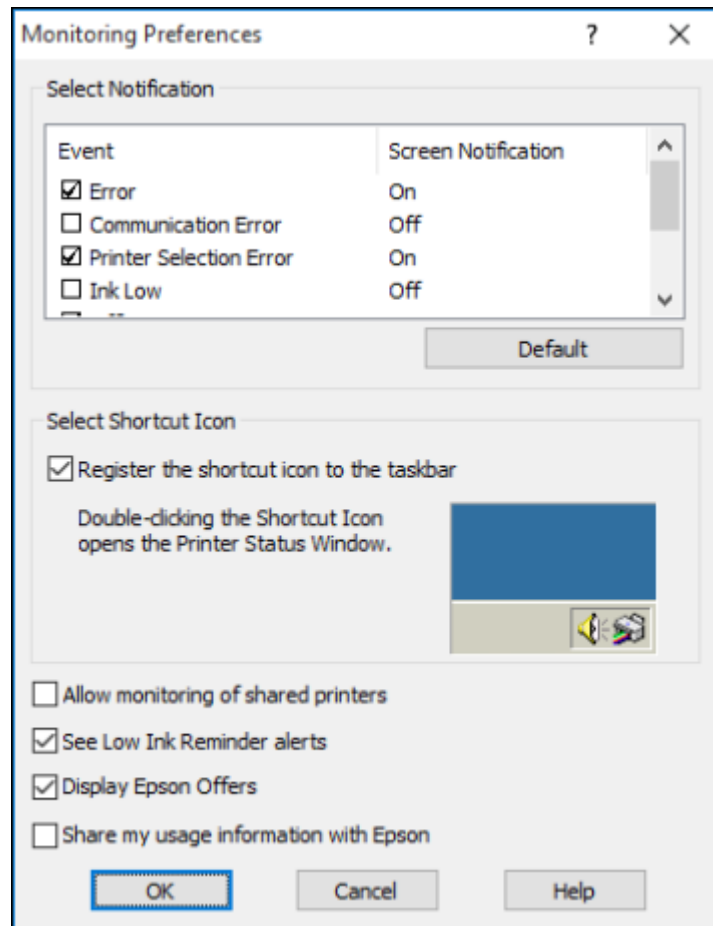 Monitoring Preferences
Select Notification
Event Screen Notification
Error On
Communication Error Off
Printer Selection Error On
Ink Low Off
Default
Select Shortcut Icon
Register the shortcut icon to the taskbar
Double-clicking the Shortcut Icon
opens the Printer Status Window.
Allow monitoring of shared printers
See Low Ink Reminder alerts
Display Epson Offers
Share my usage information with Epson
OK Cancel Help